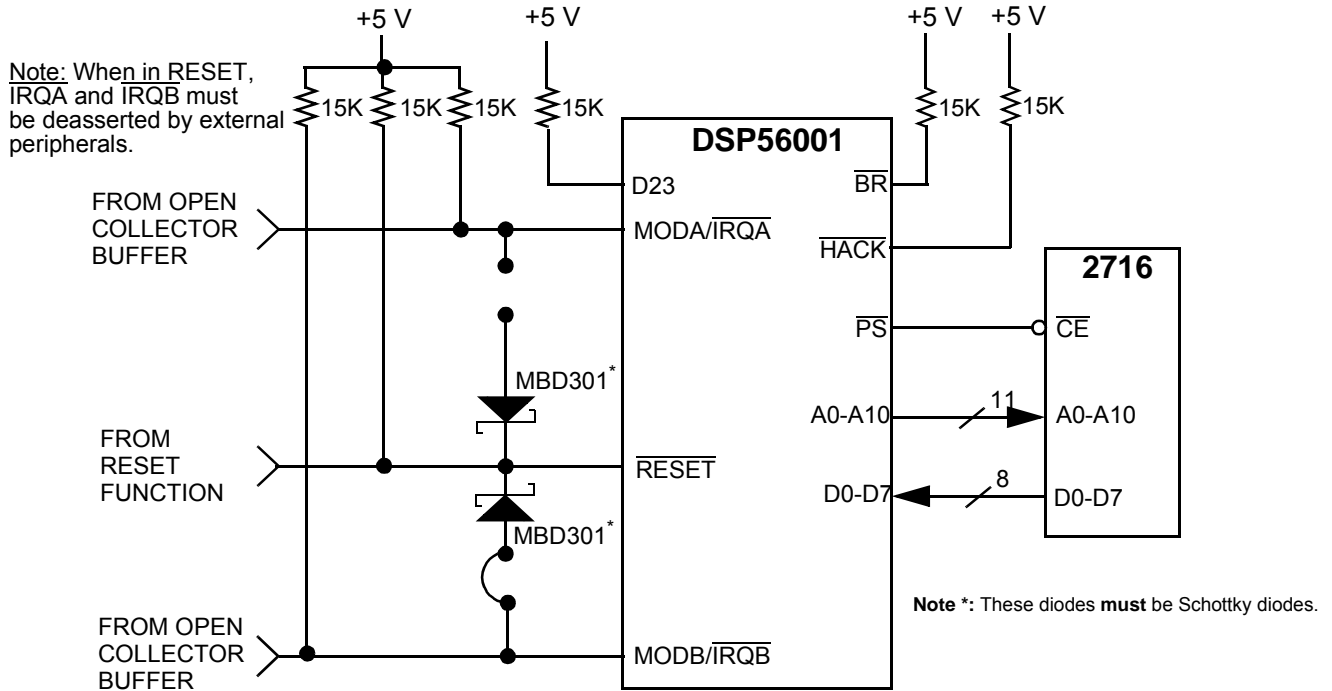 +5 V
+5 V
+5 V
+5 V
Note: When in RESET,
IRQA and IRQB must
be deasserted by external
peripherals.
15K
15K
15K
15K
15K
15K
DSP56001
D23
BR
FROM OPEN
COLLECTOR
BUFFER
MODA/IRQA
HACK
2716
PS
CE
MBD301*
A0-A10
11
A0-A10
FROM
RESET
FUNCTION
RESET
D0-D7
8
D0-D7
MBD301*
Note *: These diodes must be Schottky diodes.
FROM OPEN
COLLECTOR
BUFFER
MODB/IRQB